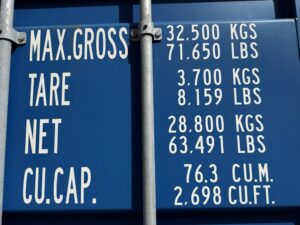 MAX.GROSS 32.500 KGS
71,650 LBS
TARE 3,700 KGS
8,159 LBS
NET 28,800 KGS
63,491 LBS
CU.CAP. 76.3 CU.M.
2,698 CU.FT.